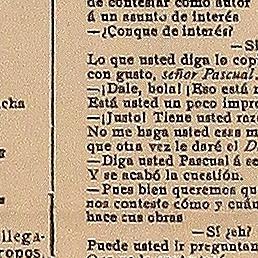 de contestar como autor
á un asunto de interés
—¿Conque de interés?
—Sí
Lo que usted diga lo cop
con gusto, señor Pascual.
—¡Dale, bola! ¡Eso está m
Está usted un poco impre
—¡Justo! Tiene usted razó
No me haga usted esas m
que otra vez le daré el D
—Diga usted Pascual á se
Y se acabó la cuestión.
—Pues bien queremos qu
nos conteste cómo y cuán
hace sus obras
—Sí ¿eh?
Puede usted ir preguntan
cha
llega-
ropos,